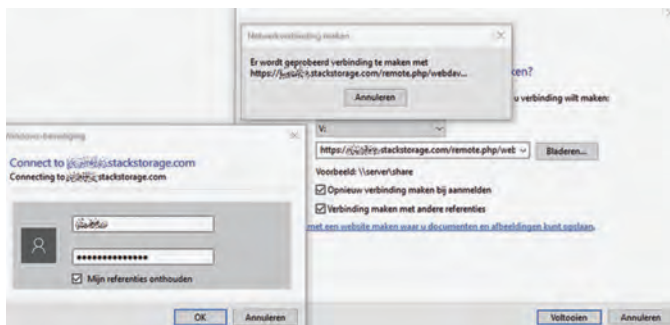 Netwerkverbinding maken
Er wordt geprobeerd verbinding te maken met
https://
.stackstorage.com/remote.php/webdav...
Annuleren
ken?
u verbinding wilt maken:
V:
https://
.stackstorage.com/remote.php/wet
Bladeren...
Voorbeeld: \\server\share
Opnieuw verbinding maken bij aanmelden
Verbinding maken met andere referenties
met een website maken waar u documenten en afbeeldingen kunt opslaan.
Voltooien
Annuleren
Windows-beveiliging
Connect to
.stackstorage.com
Connecting to
.stackstorage.com
Mijn referenties onthouden
OK
Annuleren